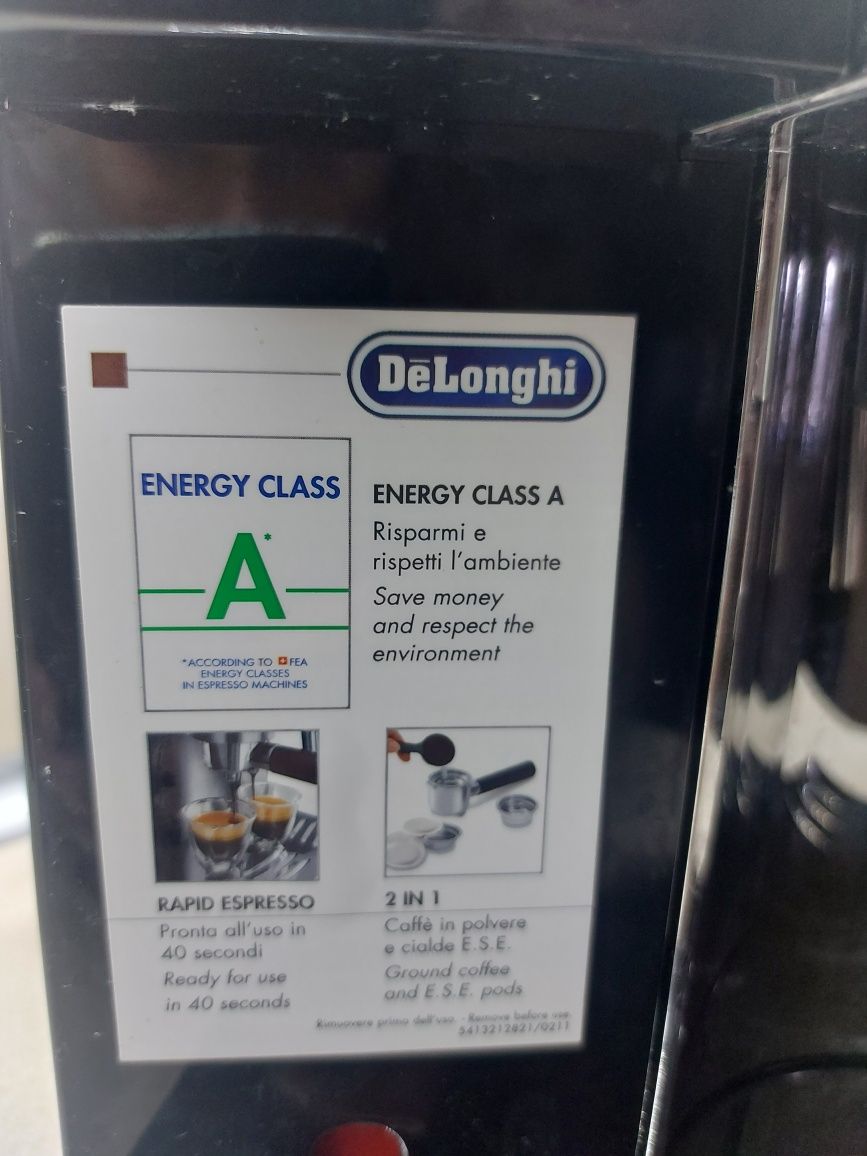 DēLonghi
ENERGY CLASS
A*
*ACCORDING TO FEA
ENERGY CLASSES
IN ESPRESSO MACHINES
ENERGY CLASS A
Risparmi e
rispetti l'ambiente
Save money
and respect the
environment
RAPID ESPRESSO
Pronta all'uso in
40 secondi
Ready for use
in 40 seconds
2 IN 1
Caffè in polvere
e cialde E.S.E.
Ground coffee
and E.S.E. pods
Rimuovere prima dell'uso. - Remove before use
5413212821/0211